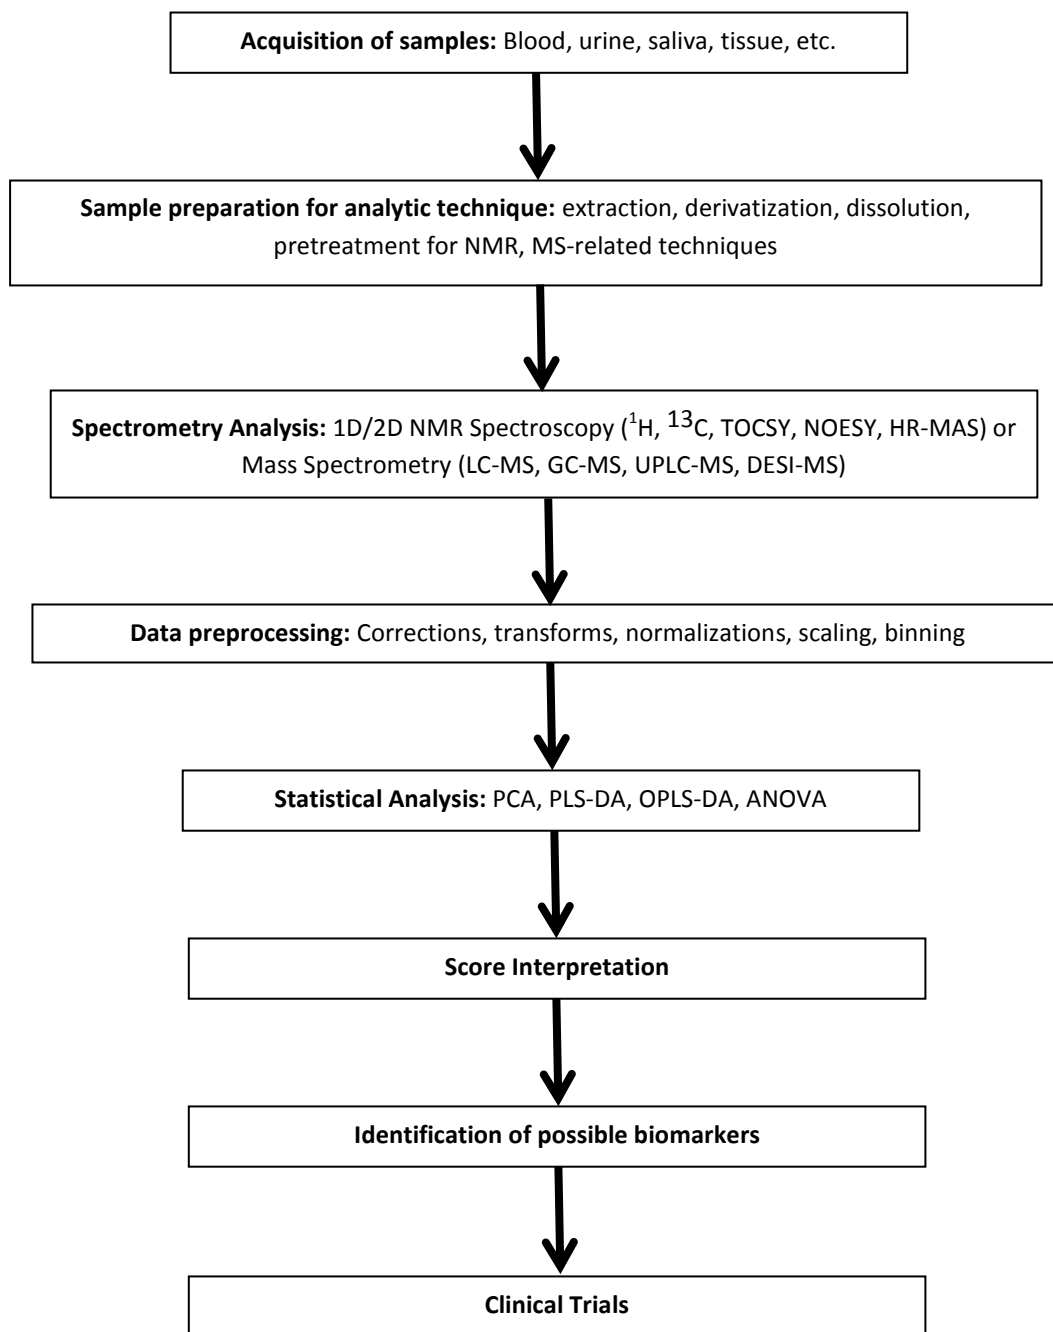 Acquisition of samples: Blood, urine, saliva, tissue, etc.
Sample preparation for analytic technique: extraction, derivatization, dissolution,
pretreatment for NMR, MS-related techniques
Spectrometry Analysis: 1D/2D NMR Spectroscopy (¹H, ¹³C, TOCSY, NOESY, HR-MAS) or
Mass Spectrometry (LC-MS, GC-MS, UPLC-MS, DESI-MS)
Data preprocessing: Corrections, transforms, normalizations, scaling, binning
Statistical Analysis: PCA, PLS-DA, OPLS-DA, ANOVA
Score Interpretation
Identification of possible biomarkers
Clinical Trials